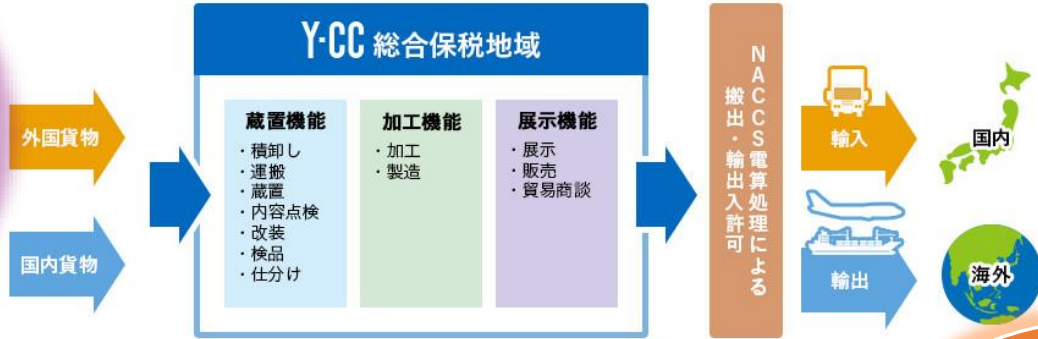 Y-CC 総合保税地域
外国貨物
国内貨物
蔵置機能
・積卸し
・運搬
・蔵置
・内容点検
・改装
・検品
・仕分け
加工機能
・加工
・製造
展示機能
・展示
・販売
・貿易商談
NACCS電算処理による
搬出・輸出入許可
輸入
国内
輸出
海外